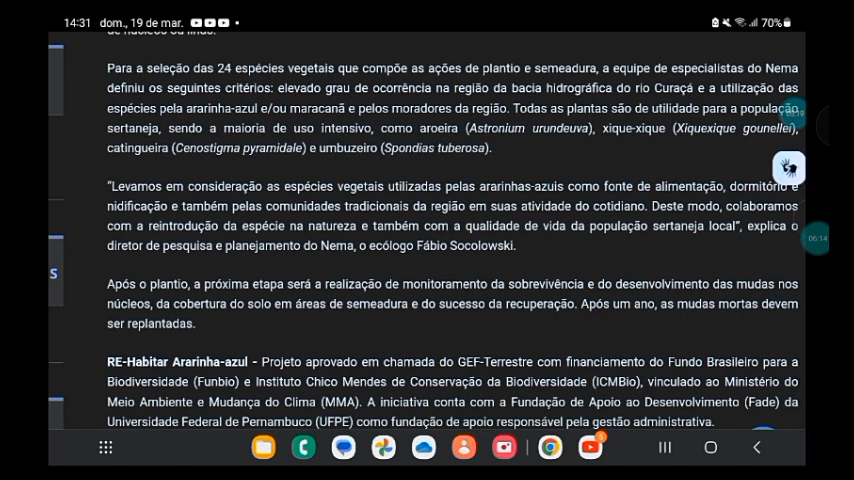 14:31 dom., 19 de mar.
70%
de núcleos ou linas.
Para a seleção das 24 espécies vegetais que compõe as ações de plantio e semeadura, a equipe de especialistas do Nema
definiu os seguintes critérios: elevado grau de ocorrência na região da bacia hidrográfica do rio Curaçá e a utilização das
espécies pela ararinha-azul e/ou maracanã e pelos moradores da região. Todas as plantas são de utilidade para a população
sertaneja, sendo a maioria de uso intensivo, como aroeira (Astronium urundeuva), xique-xique (Xiquexique gounellei),
catingueira (Cenostigma pyramidale) e umbuzeiro (Spondias tuberosa).
"Levamos em consideração as espécies vegetais utilizadas pelas ararinhas-azuis como fonte de alimentação, dormitório e
nidificação e também pelas comunidades tradicionais da região em suas atividade do cotidiano. Deste modo, colaboramos
com a reintrodução da espécie na natureza e também com a qualidade de vida da população sertaneja local", explica o
diretor de pesquisa e planejamento do Nema, o ecólogo Fábio Socolowski.
06:14
S
Após o plantio, a próxima etapa será a realização de monitoramento da sobrevivência e do desenvolvimento das mudas nos
núcleos, da cobertura do solo em áreas de semeadura e do sucesso da recuperação. Após um ano, as mudas mortas devem
ser replantadas.
RE-Habitar Ararinha-azul - Projeto aprovado em chamada do GEF-Terrestre com financiamento do Fundo Brasileiro para a
Biodiversidade (Funbio) e Instituto Chico Mendes de Conservação da Biodiversidade (ICMBio), vinculado ao Ministério do
Meio Ambiente e Mudança do Clima (MMA). A iniciativa conta com a Fundação de Apoio ao Desenvolvimento (Fade) da
Universidade Federal de Pernambuco (UFPE) como fundação de apoio responsável pela gestão administrativa.